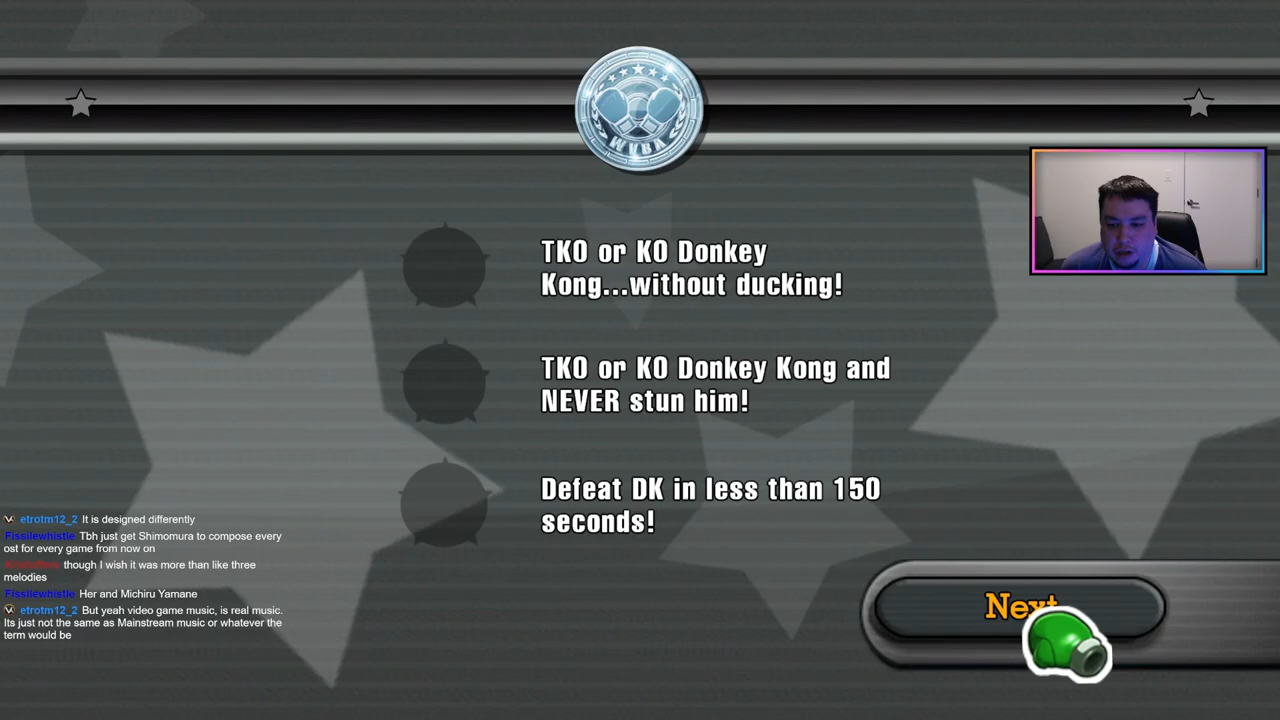 WVBA
TKO or KO Donkey
Kong...without ducking!
TKO or KO Donkey Kong and
NEVER stun him!
Defeat DK in less than 150
seconds!
Next
etrotm12_2 It is designed differently
Fissilewhistle Tbh just get Shimomura to compose every
ost for every game from now on
though I wish it was more than like three
melodies
Fissilewhistle Her and Michiru Yamane
etrotm12_2 But yeah video game music, is real music.
Its just not the same as Mainstream music or whatever the
term would be